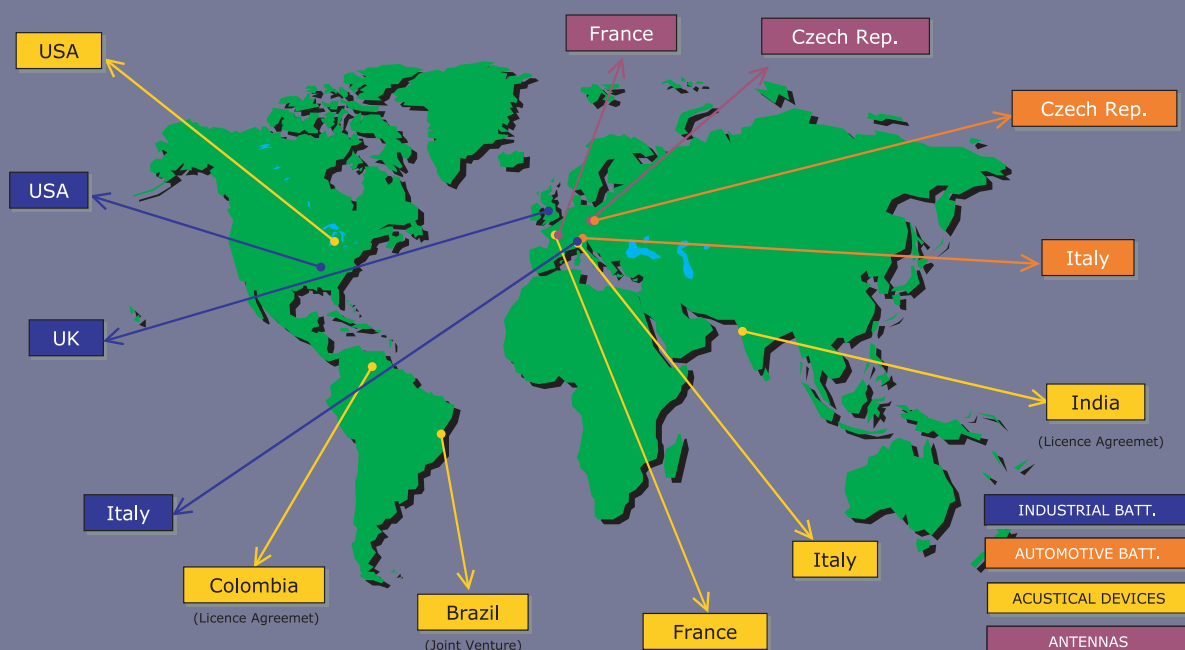 France
Czech Rep.
USA
Czech Rep.
USA
Italy
UK
India
(Licence Agreemet)
Italy
INDUSTRIAL BATT.
AUTOMOTIVE BATT.
Italy
Colombia
(Licence Agreemet)
Brazil
(Joint Venture)
ACUSTICAL DEVICES
France
ANTENNAS